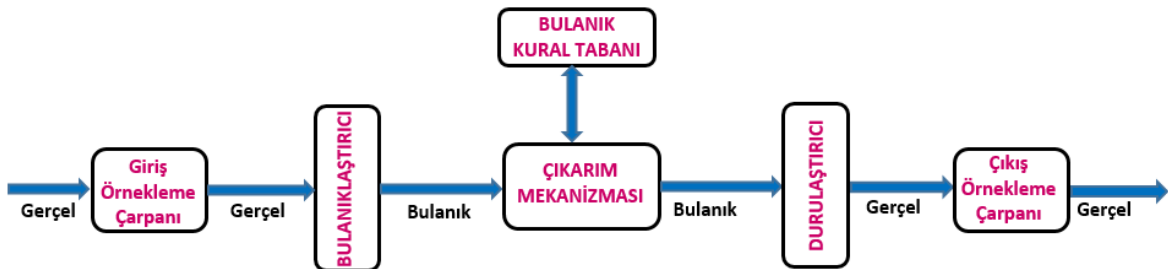 BULANIK
KURAL TABANI
Giriş
Örnekleme
Çarpanı
BULANIKLAŞTIRICI
ÇIKARIM
MEKANİZMASI
DURULAŞTIRICI
Çıkış
Örnekleme
Çarpanı
Gerçel
Gerçel
Bulanık
Bulanık
Gerçel
Gerçel